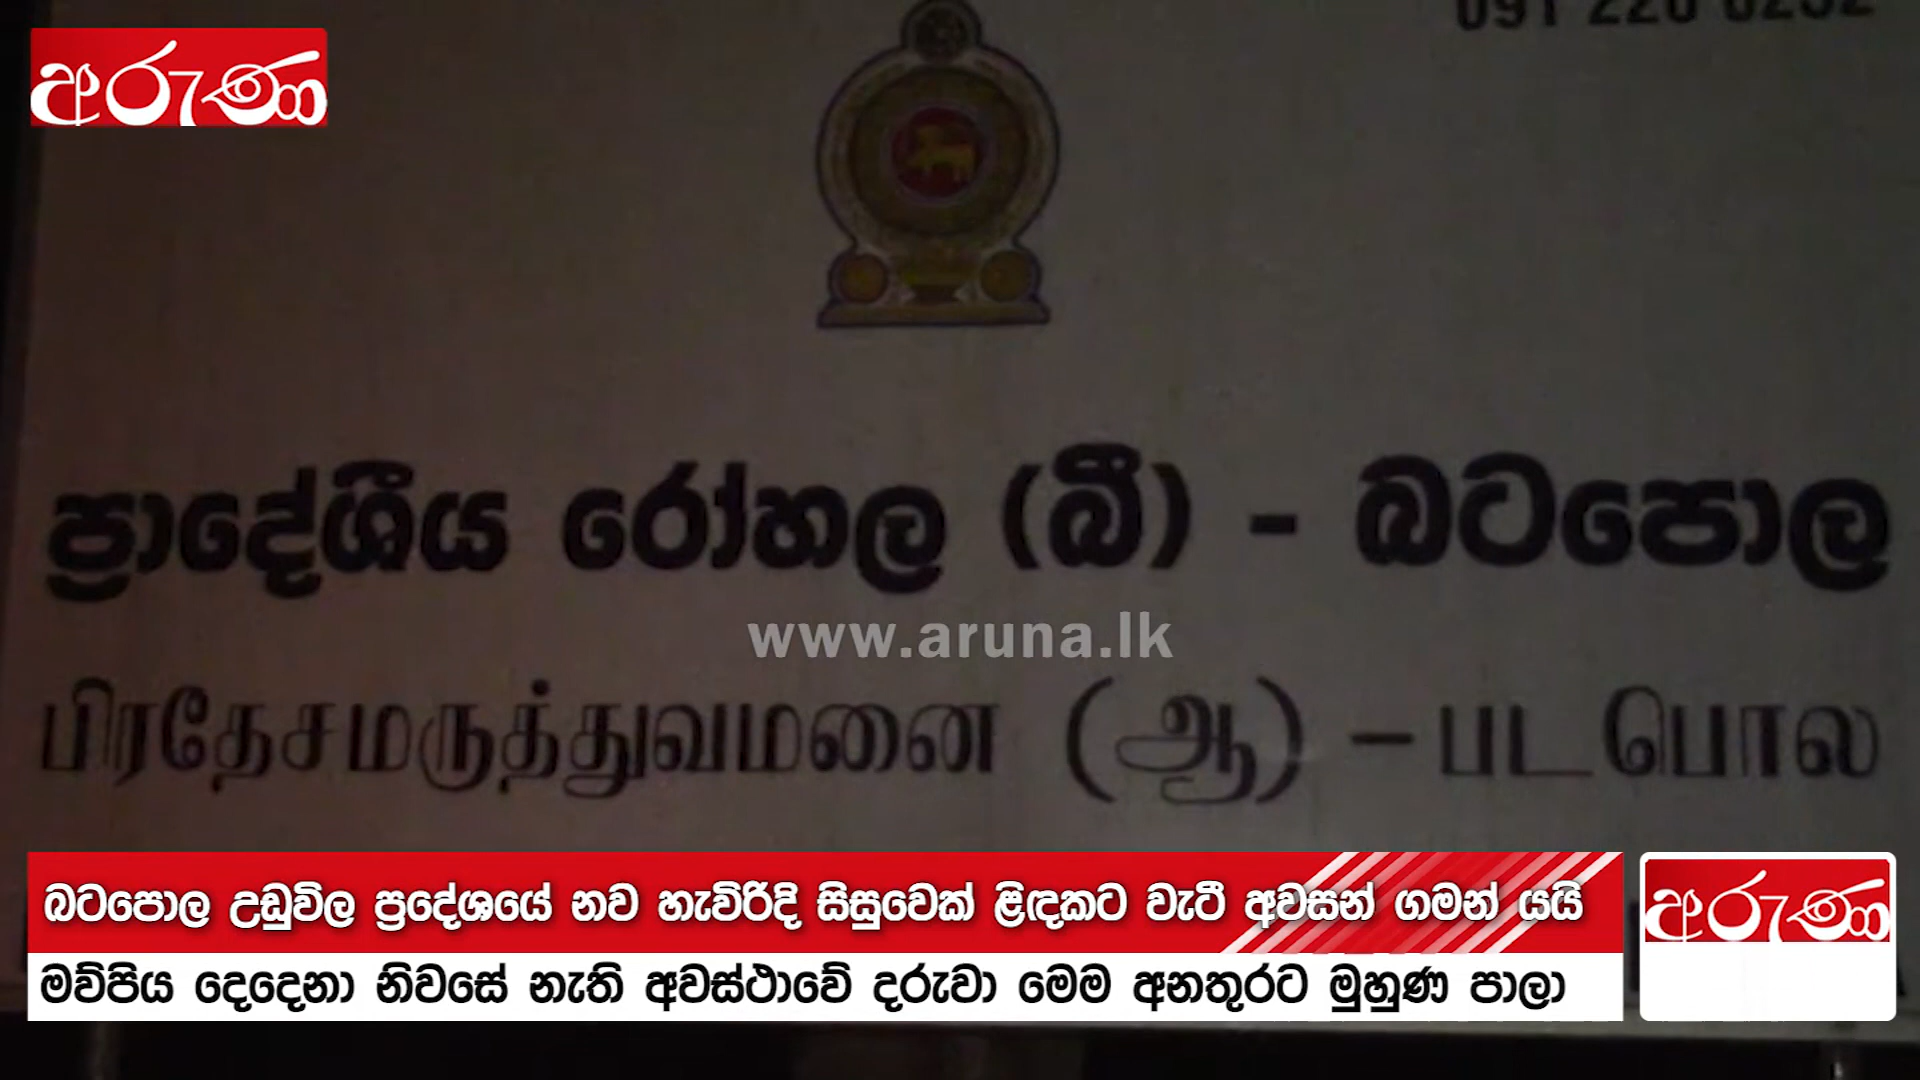 අරුණ
ප්‍රාදේශීය රෝහල (බී) - බටපොල
www.aruna.lk
பிரதேசமருத்துவமனை (ஆ) - படபொல
බටපොල උඩුවිල ප්‍රදේශයේ නව හැවිරිදි සිසුවෙක් ළිඳකට වැටී අවසන් ගමන් යයි
අරුණ
මව්පිය දෙදෙනා නිවසේ නැති අවස්ථාවේ දරුවා මෙම අනතුරට මුහුණ පාලා